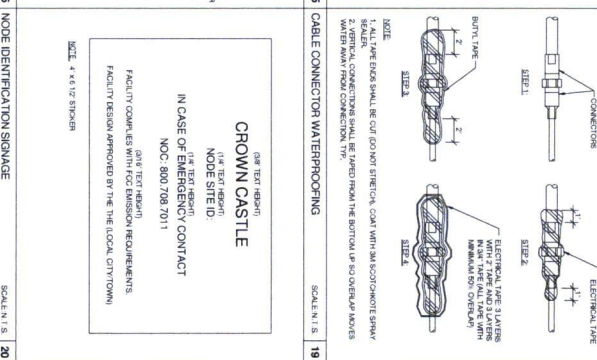 CONNECTORS
STEP 1:
ELECTRICAL TAPE
1"
1"
STEP 2:
BUTYL TAPE
2"
2"
STEP 3:
ELECTRICAL TAPE: 3 LAYERS
WITH 2" TAPE AND 3 LAYERS
IN 3/4" TAPE (ALL TAPE WITH
MINIMUM 50% OVERLAP)
STEP 4:
NOTE:
1. ALL TAPE ENDS SHALL BE CUT (DO NOT STRETCH), COAT WITH 3M SCOTCHKOTE SPRAY
SEALER.
2. VERTICAL CONNECTIONS SHALL BE TAPED FROM THE BOTTOM UP SO OVERLAP MOVES
WATER AWAY FROM CONNECTION, TYP.
CABLE CONNECTOR WATERPROOFING
SCALE: N.T.S.
19
(3/8" TEXT HEIGHT)
CROWN CASTLE
(1/4" TEXT HEIGHT)
NODE SITE ID:
(1/4" TEXT HEIGHT)
IN CASE OF EMERGENCY CONTACT
NOC: 800.708.7011
(3/16" TEXT HEIGHT)
FACILITY COMPLIES WITH FCC EMISSION REQUIREMENTS.
FACILITY DESIGN APPROVED BY THE THE (LOCAL CITY/TOWN)
NOTE: 4" x 6 1/2" STICKER
NODE IDENTIFICATION SIGNAGE
SCALE: N.T.S.
20